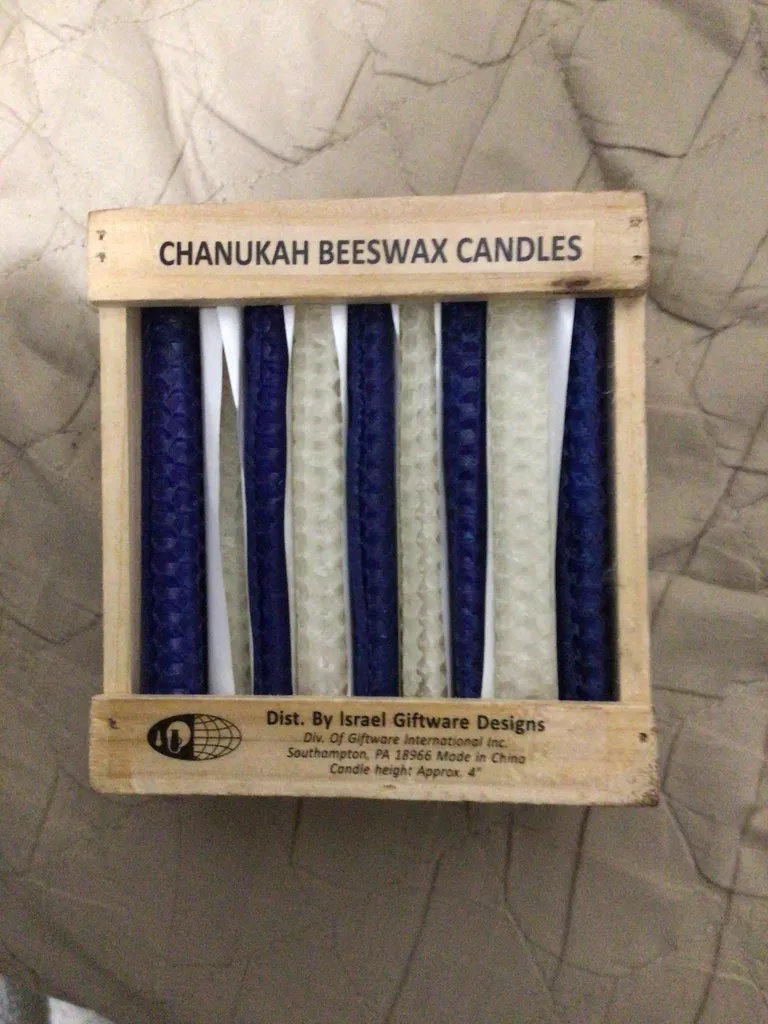 CHANUKAH BEESWAX CANDLES
Dist. By Israel Giftware Designs
Div. Of Giftware International Inc.
Southampton, PA 18966 Made in China
Candle height Approx. 4"